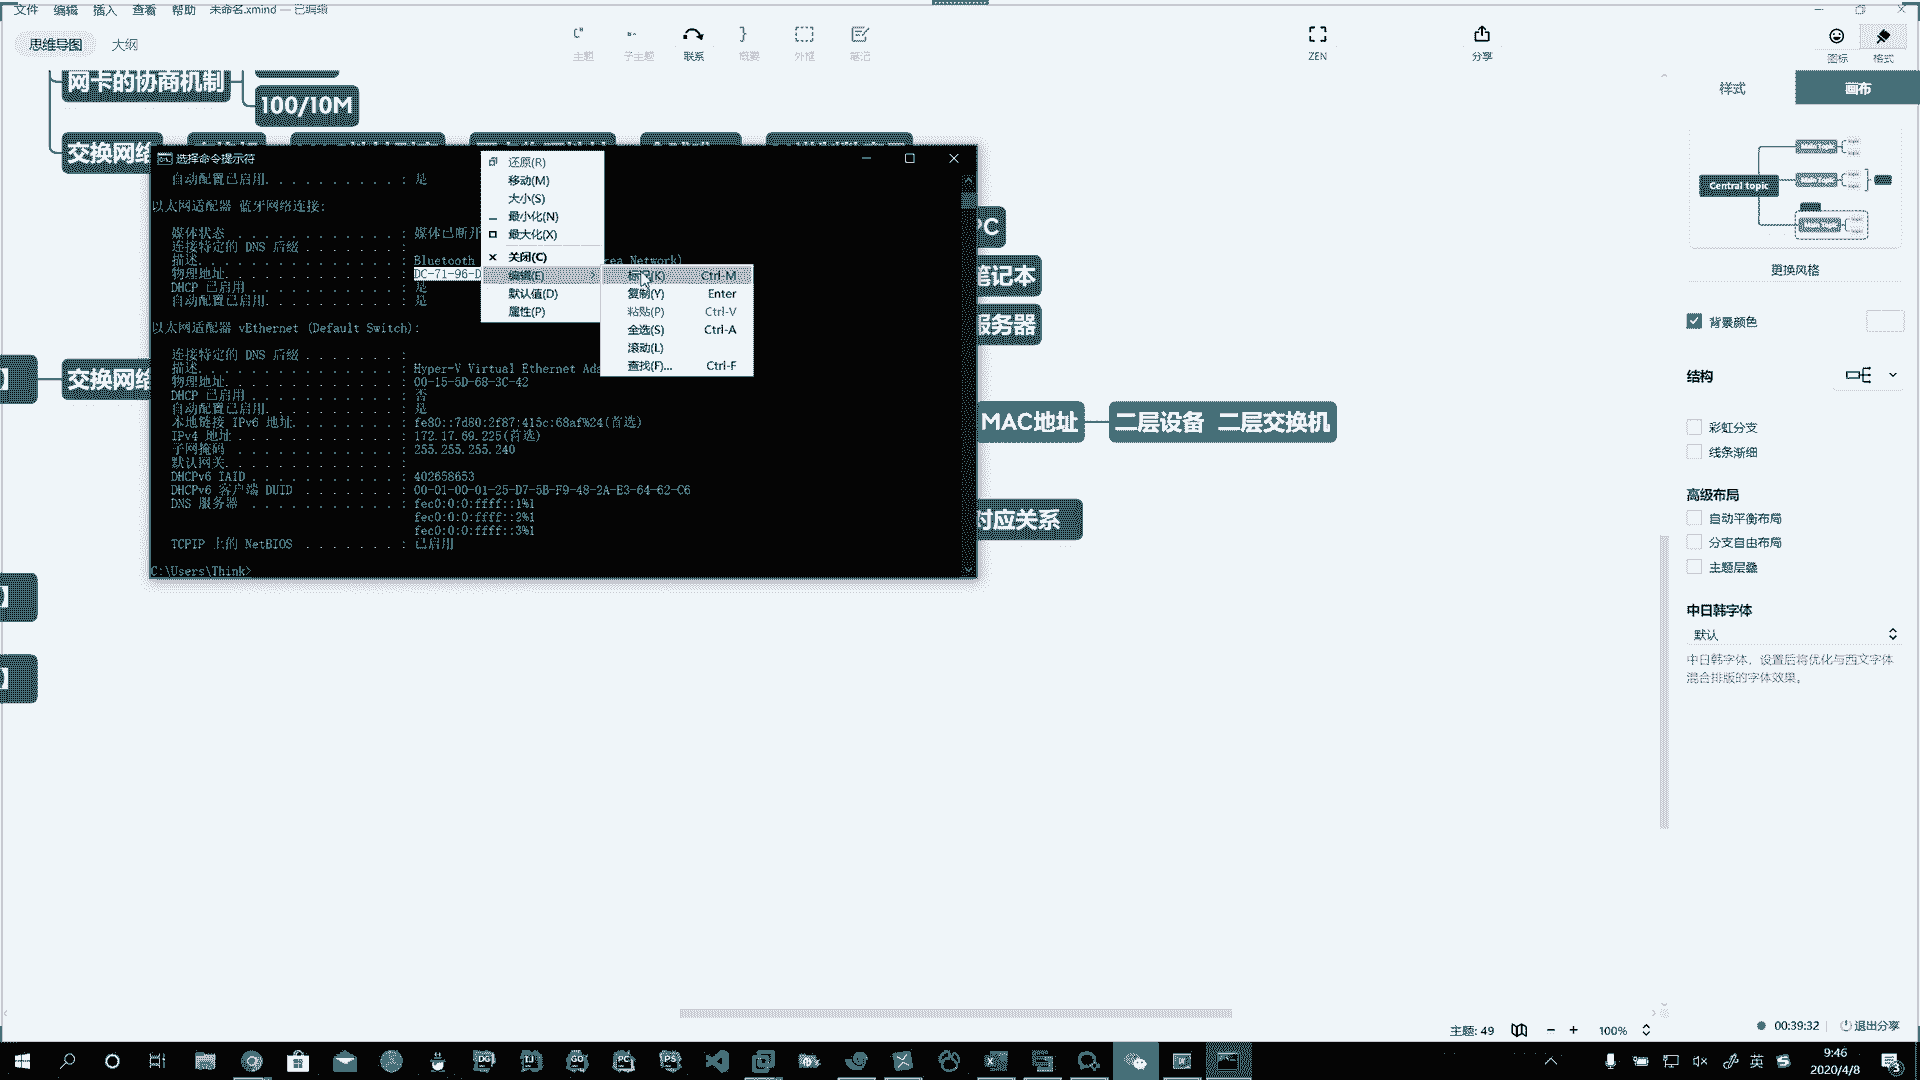 文件 编辑 插入 查看 帮助 未命名.xmind — 已编辑
思维导图 大纲
主题 子主题 联系 概要 外框 笔记 ZEN 分享 图标 格式
样式 画布
网卡的协商机制
100/10M
交换网络
选择命令提示符
自动配置已启用. . . . . . . . . . . : 是
以太网适配器 蓝牙网络连接:
媒体状态 . . . . . . . . . . . . : 媒体已断开
连接特定的 DNS 后缀 . . . . . . . :
描述. . . . . . . . . . . . . . . : Bluetooth
rea Network)
物理地址. . . . . . . . . . . . . : DC-71-96-D
DHCP 已启用 . . . . . . . . . . . : 是
自动配置已启用. . . . . . . . . . : 是
以太网适配器 vEthernet (Default Switch):
连接特定的 DNS 后缀 . . . . . . . :
描述. . . . . . . . . . . . . . . : Hyper-V Virtual Ethernet Ada
物理地址. . . . . . . . . . . . . : 00-15-5D-68-3C-42
DHCP 已启用 . . . . . . . . . . . : 否
自动配置已启用. . . . . . . . . . : 是
本地链接 IPv6 地址. . . . . . . . : fe80::7d80:2f87:415c:68af%24(首选)
IPv4 地址 . . . . . . . . . . . . : 172.17.69.225(首选)
子网掩码 . . . . . . . . . . . . : 255.255.255.240
默认网关. . . . . . . . . . . . . :
DHCPv6 IAID . . . . . . . . . . . : 402658653
DHCPv6 客户端 DUID . . . . . . . : 00-01-00-01-25-D7-5B-F9-48-2A-E3-64-62-C6
DNS 服务器 . . . . . . . . . . . : fec0:0:0:ffff::1%1
fec0:0:0:ffff::2%1
fec0:0:0:ffff::3%1
TCPIP 上的 NetBIOS . . . . . . . : 已启用
C:\Users\Think>
还原(R)
移动(M)
大小(S)
最小化(N)
最大化(X)
关闭(C)
编辑(E)
默认值(D)
属性(P)
标记(K) Ctrl-M
复制(Y) Enter
粘贴(P) Ctrl-V
全选(S) Ctrl-A
滚动(L)
查找(F)... Ctrl-F
PC
笔记本
服务器
交换网络
MAC地址
二层设备 二层交换机
对应关系
Central topic
更换风格
背景颜色
结构
彩虹分支
线条渐细
高级布局
自动平衡布局
分支自由布局
主题层叠
中日韩字体
默认
中日韩字体，设置后将优化与西文字体
混合排版的字体效果。
主题: 49
100%
00:39:32 退出分享
英
9:46
2020/4/8